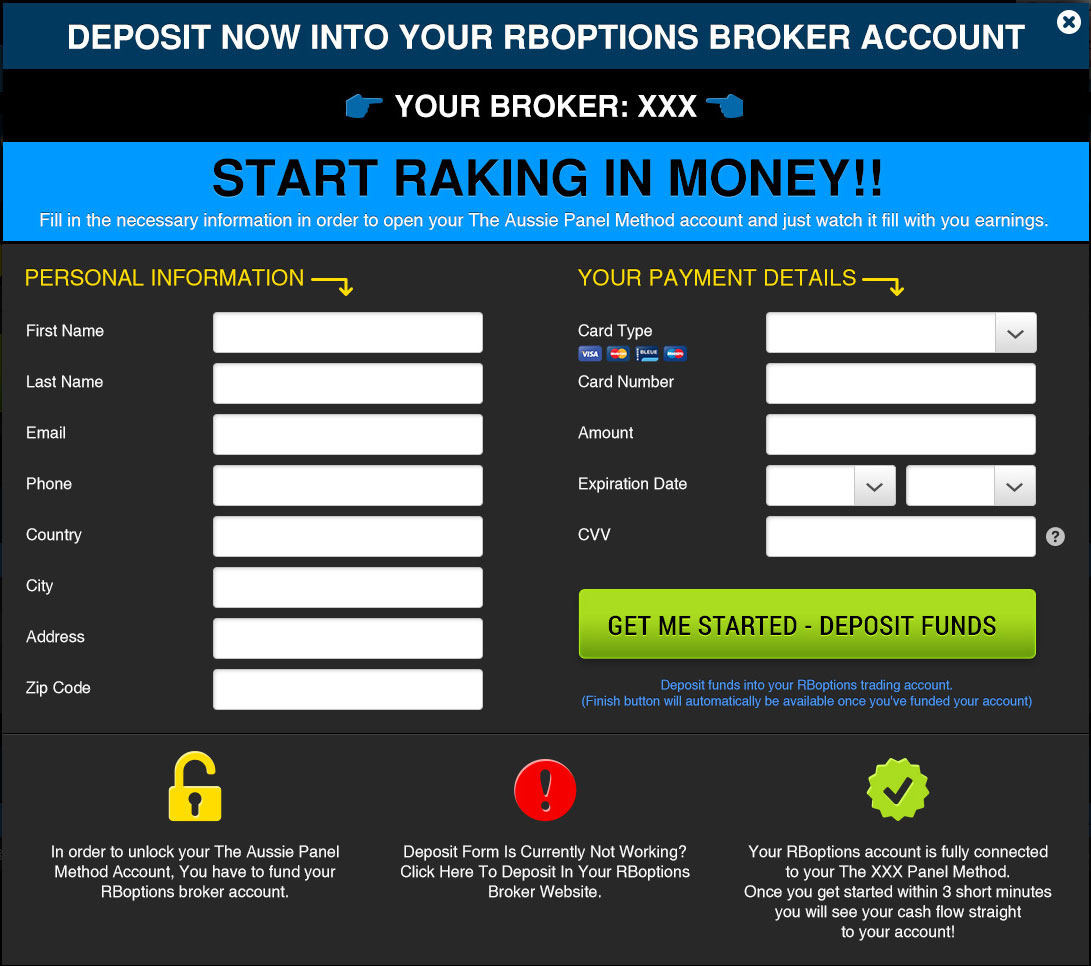 DEPOSIT NOW INTO YOUR RBOPTIONS BROKER ACCOUNT
YOUR BROKER: XXX
START RAKING IN MONEY!!
Fill in the necessary information in order to open your The Aussie Panel Method account and just watch it fill with you earnings.
PERSONAL INFORMATION
First Name
Last Name
Email
Phone
Country
City
Address
Zip Code
YOUR PAYMENT DETAILS
Card Type
VISA
BLEUE
Card Number
Amount
Expiration Date
CVV
?
GET ME STARTED - DEPOSIT FUNDS
Deposit funds into your RBoptions trading account.
(Finish button will automatically be available once you've funded your account)
In order to unlock your The Aussie Panel
Method Account, You have to fund your
RBoptions broker account.
Deposit Form Is Currently Not Working?
Click Here To Deposit In Your RBoptions
Broker Website.
Your RBoptions account is fully connected
to your The XXX Panel Method.
Once you get started within 3 short minutes
you will see your cash flow straight
to your account!